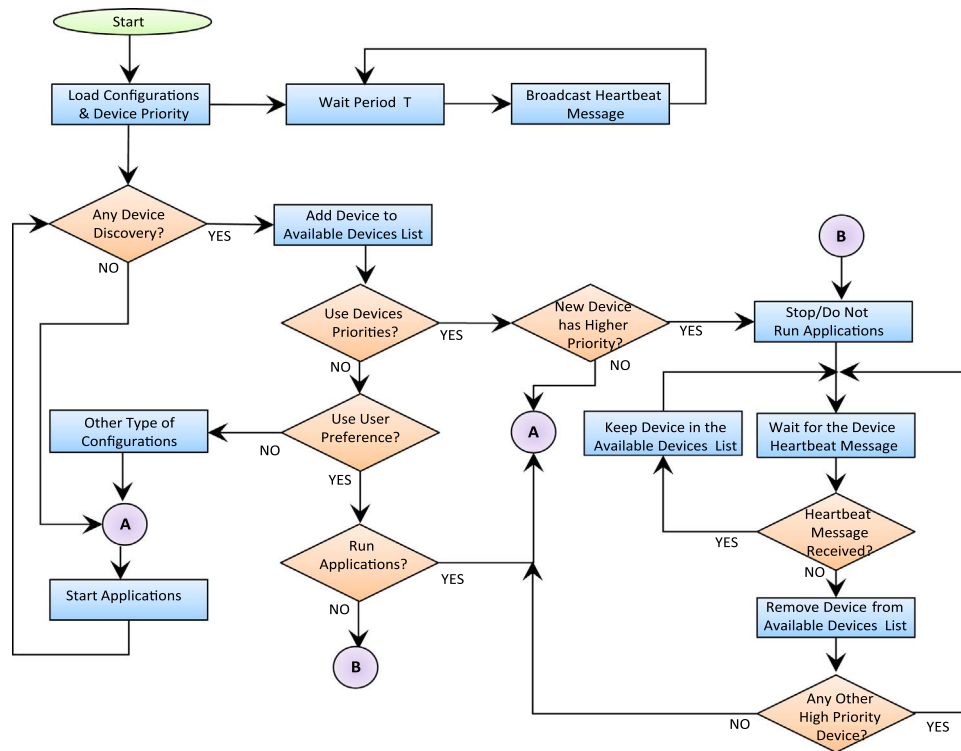 Start
Load Configurations
& Device Priority
Wait Period T
Broadcast Heartbeat
Message
Any Device
Discovery?
YES
NO
Add Device to
Available Devices List
B
Use Devices
Priorities?
YES
NO
New Device
has Higher
Priority?
YES
NO
Stop/Do Not
Run Applications
Other Type of
Configurations
Use User
Preference?
NO
YES
A
Keep Device in the
Available Devices List
Wait for the Device
Heartbeat Message
A
Run
Applications?
YES
NO
Heartbeat
Message
Received?
YES
NO
Start Applications
Remove Device from
Available Devices List
B
Any Other
High Priority
Device?
NO
YES